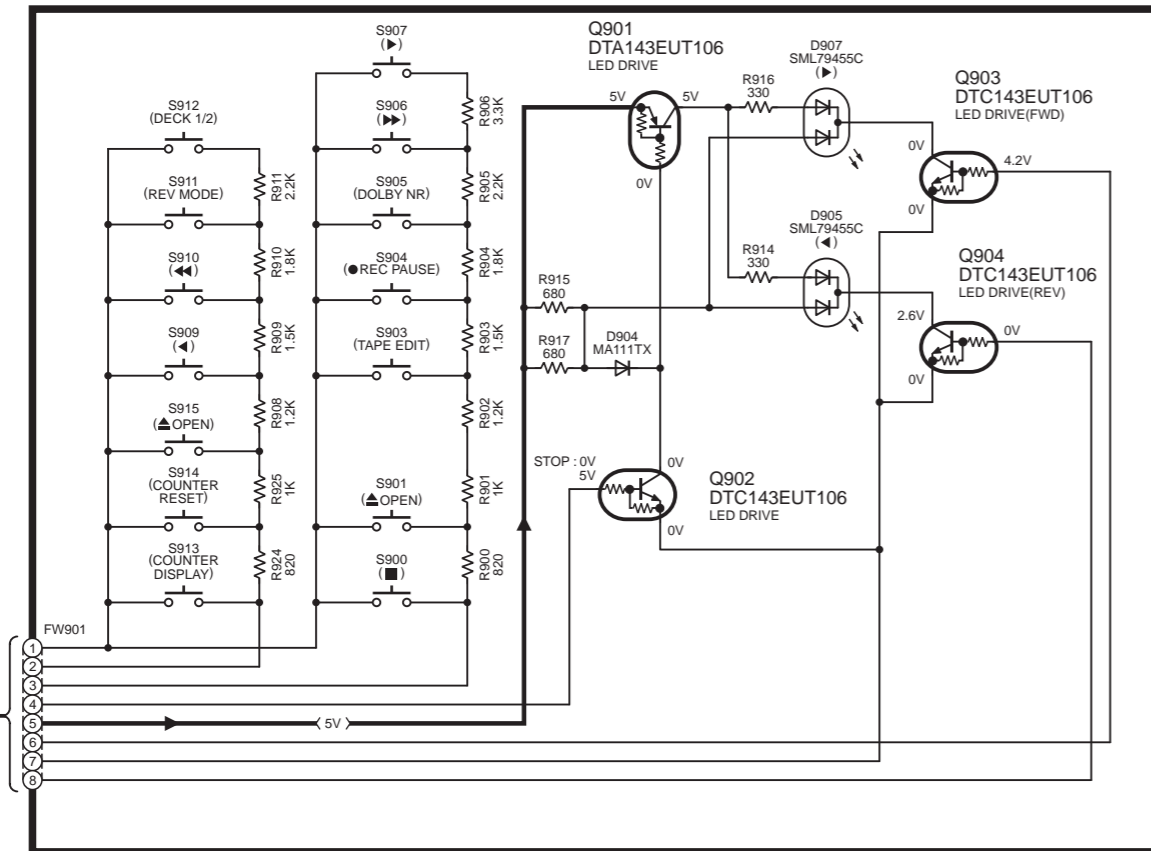 S912
(DECK 1/2)
S911
(REV MODE)
S910
(◀◀)
S909
(◀)
S915
(⏏OPEN)
S914
(COUNTER
RESET)
S913
(COUNTER
DISPLAY)
R911
2.2K
R910
1.8K
R909
1.5K
R908
1.2K
R925
1K
R924
820
S907
(▶)
S906
(▶▶)
S905
(DOLBY NR)
S904
(●REC PAUSE)
S903
(TAPE EDIT)
S901
(⏏OPEN)
S900
(■)
R906
3.3K
R905
2.2K
R904
1.8K
R903
1.5K
R902
1.2K
R901
1K
R900
820
Q901
DTA143EUT106
LED DRIVE
5V
5V
0V
R916
330
D907
SML79455C
(▶)
Q903
DTC143EUT106
LED DRIVE(FWD)
0V
4.2V
0V
R914
330
D905
SML79455C
(◀)
Q904
DTC143EUT106
LED DRIVE(REV)
2.6V
0V
0V
R915
680
R917
680
D904
MA111TX
STOP : 0V
5V
0V
0V
Q902
DTC143EUT106
LED DRIVE
FW901
1
2
3
4
5
5V
6
7
8